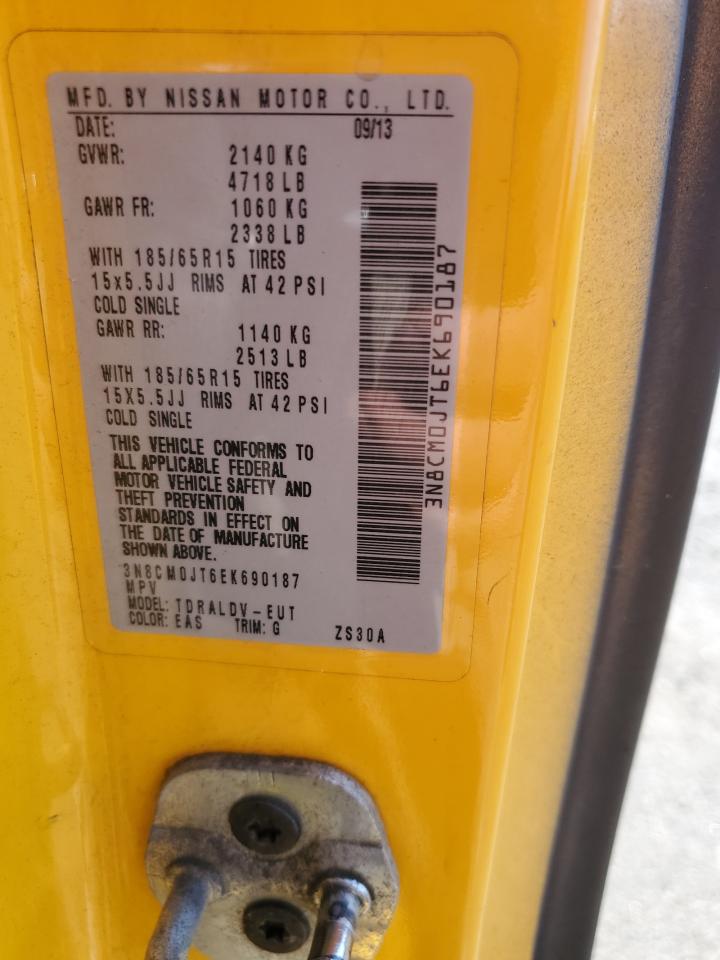 MFD. BY NISSAN MOTOR CO., LTD.
DATE: 09/13
GVWR: 2140 KG
4718 LB
GAWR FR: 1060 KG
2338 LB
WITH 185/65R15 TIRES
15x5.5JJ RIMS AT 42 PSI
COLD SINGLE
GAWR RR: 1140 KG
2513 LB
WITH 185/65R15 TIRES
15X5.5JJ RIMS AT 42 PSI
COLD SINGLE
THIS VEHICLE CONFORMS TO
ALL APPLICABLE FEDERAL
MOTOR VEHICLE SAFETY AND
THEFT PREVENTION
STANDARDS IN EFFECT ON
THE DATE OF MANUFACTURE
SHOWN ABOVE.
3N8CM0JT6EK690187
MPV
MODEL: TDRALDV-EUT
COLOR: EAS TRIM: G ZS30A
3N8CM0JT6EK690187